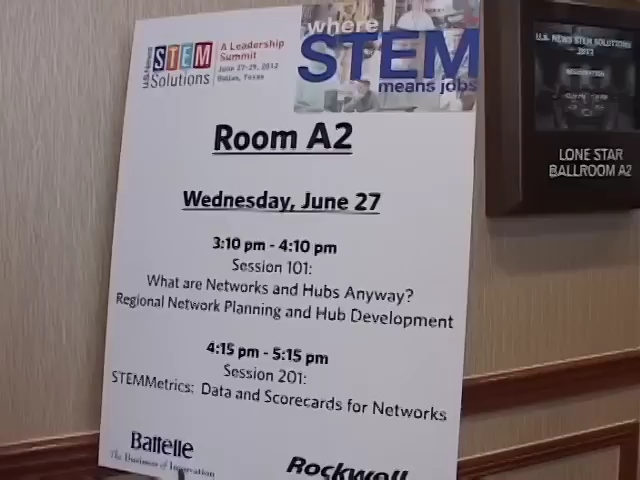 U.S. News
STEM
Solutions
A Leadership
Summit
June 27-29, 2012
Dallas, Texas
where
STEM
means jobs
Room A2
Wednesday, June 27
3:10 pm - 4:10 pm
Session 101:
What are Networks and Hubs Anyway?
Regional Network Planning and Hub Development
4:15 pm - 5:15 pm
Session 201:
STEMMetrics: Data and Scorecards for Networks
Battelle
The Business of Innovation
Rockwell
U.S. NEWS STEM SOLUTIONS
LONE STAR
BALLROOM A2